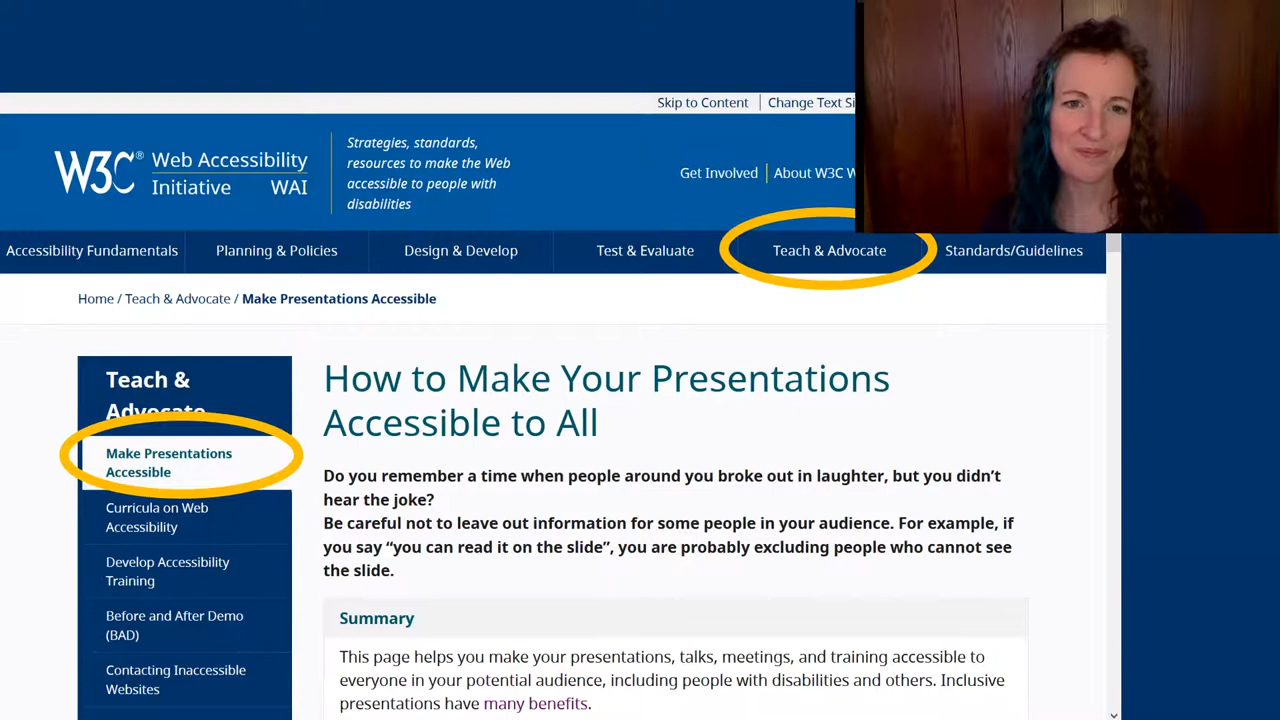 Skip to Content
Change Text Si
W3C® Web Accessibility
Initiative WAI
Strategies, standards,
resources to make the Web
accessible to people with
disabilities
Get Involved
About W3C W
Accessibility Fundamentals
Planning & Policies
Design & Develop
Test & Evaluate
Teach & Advocate
Standards/Guidelines
Home / Teach & Advocate / Make Presentations Accessible
Teach &
Advocate
Make Presentations
Accessible
Curricula on Web
Accessibility
Develop Accessibility
Training
Before and After Demo
(BAD)
Contacting Inaccessible
Websites
How to Make Your Presentations
Accessible to All
Do you remember a time when people around you broke out in laughter, but you didn’t
hear the joke?
Be careful not to leave out information for some people in your audience. For example, if
you say “you can read it on the slide”, you are probably excluding people who cannot see
the slide.
Summary
This page helps you make your presentations, talks, meetings, and training accessible to
everyone in your potential audience, including people with disabilities and others. Inclusive
presentations have many benefits.